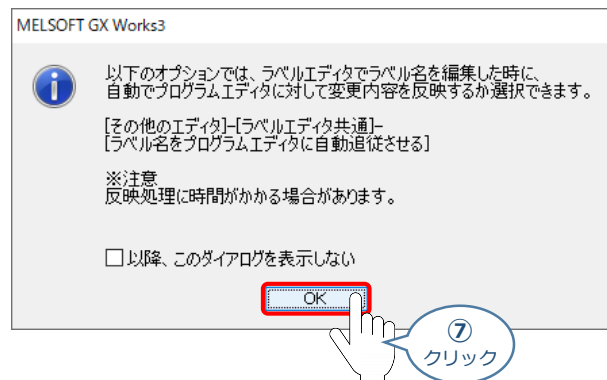 MELSOFT GX Works3
以下のオプションでは、ラベルエディタでラベル名を編集した時に、
自動でプログラムエディタに対して変更内容を反映するか選択できます。
[その他のエディタ]-[ラベルエディタ共通]-
[ラベル名をプログラムエディタに自動追従させる]
※注意
反映処理に時間がかかる場合があります。
以降、このダイアログを表示しない
OK
⑦
クリック